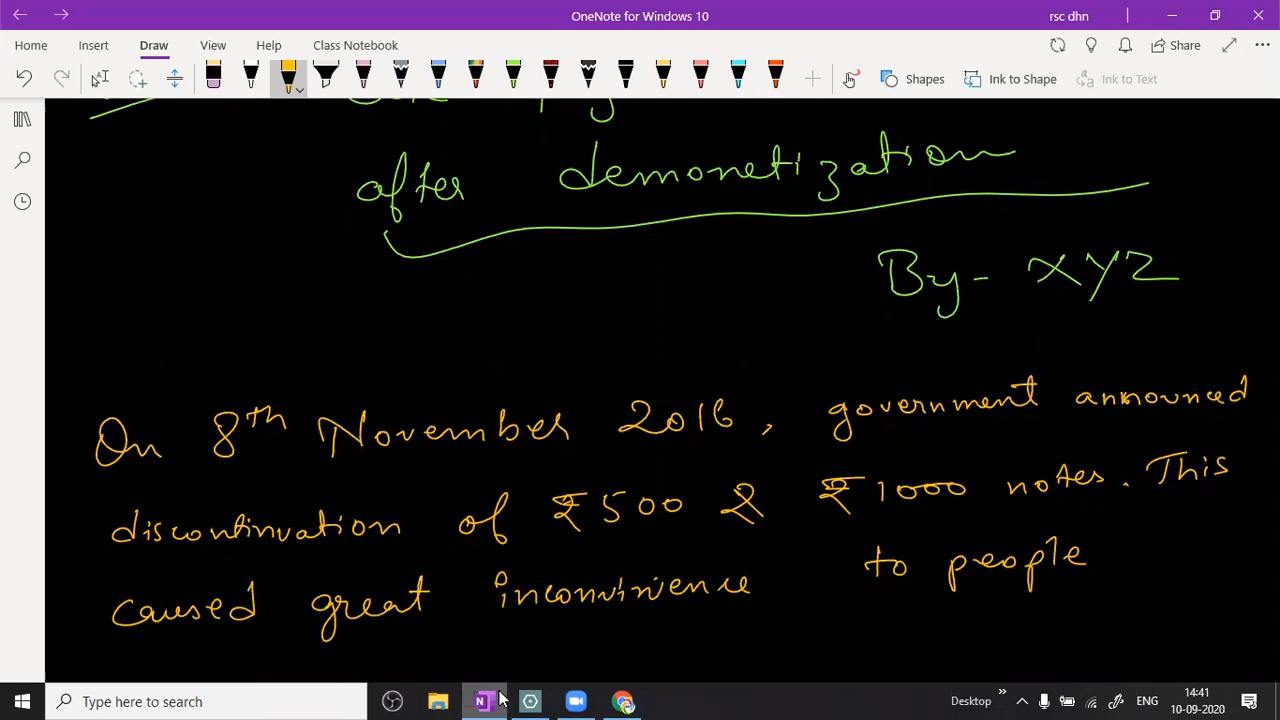 OneNote for Windows 10
rsc dhn
Home Insert Draw View Help Class Notebook
Share
Shapes Ink to Shape Ink to Text
after demonetization
By- XYZ
On 8th November 2016, government announced
discontinuation of ₹500 & ₹1000 notes. This
caused great inconvinience to people
Type here to search
Desktop
ENG
14:41
10-09-2020